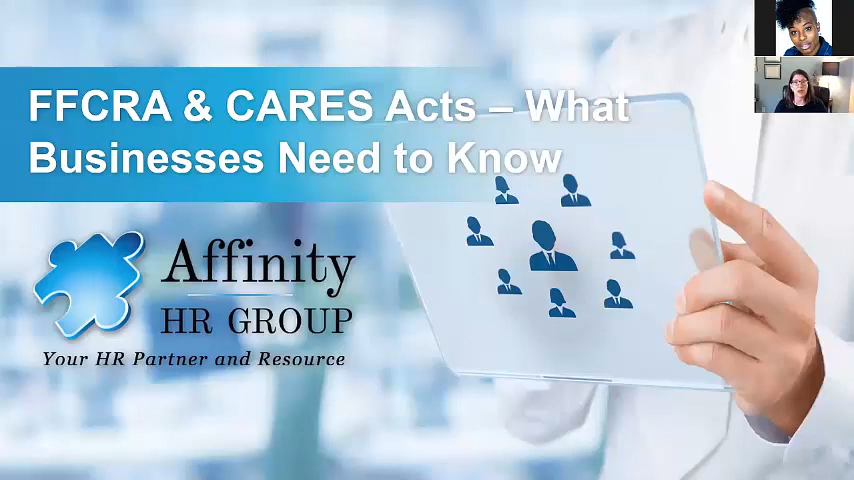 FFCRA & CARES Acts – What
Businesses Need to Know
Affinity
HR GROUP
Your HR Partner and Resource